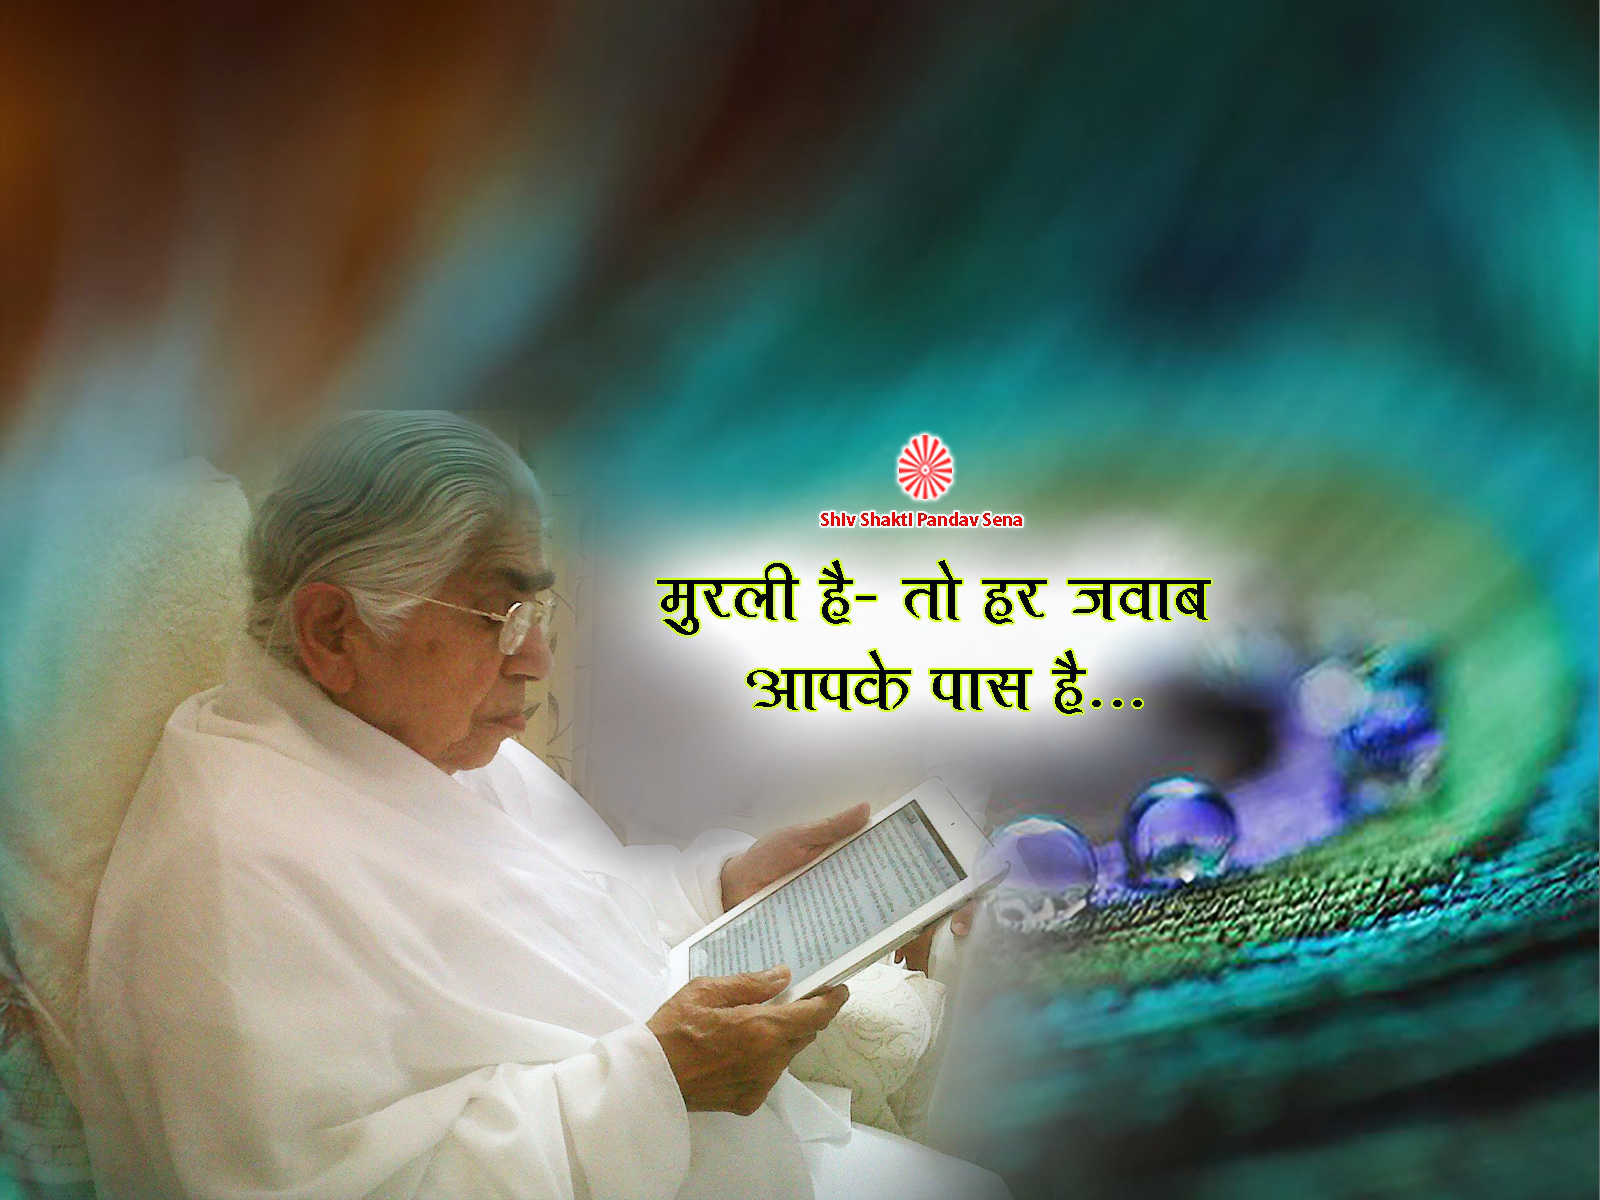 Shiv Shakti Pandav Sena
मुरली है- तो हर जवाब
आपके पास है...